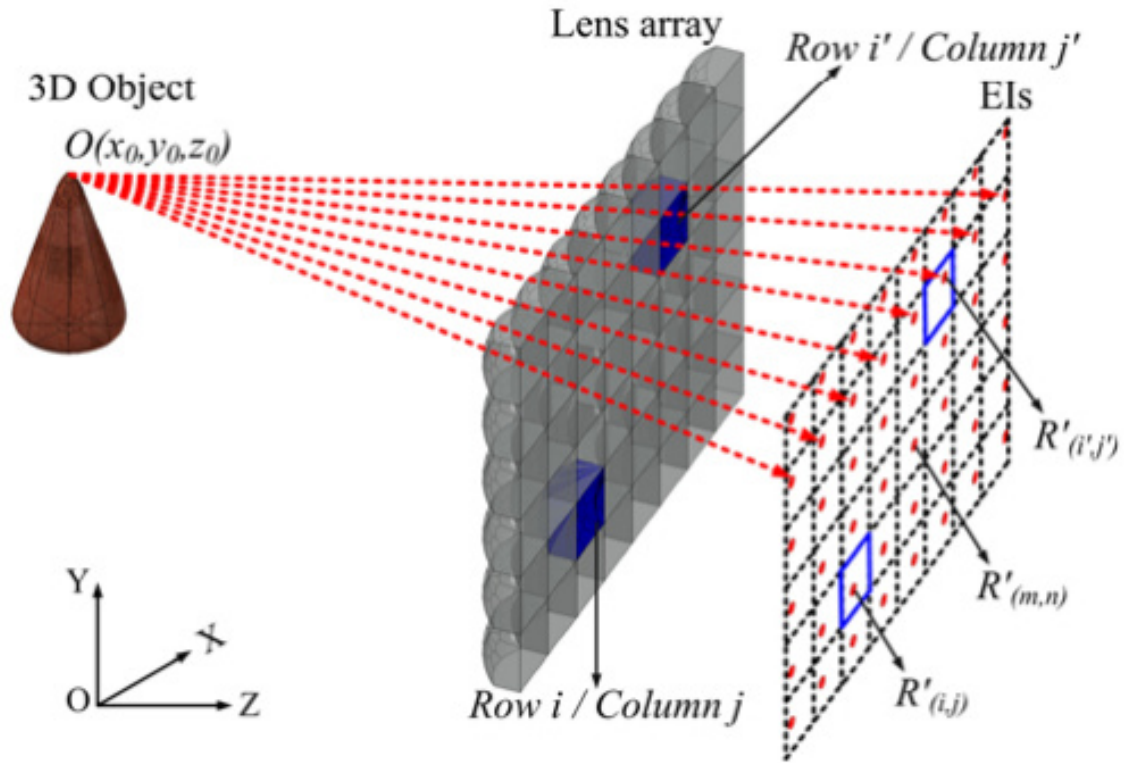 Lens array
Row i' / Column j'
3D Object
EIs
O(x₀,y₀,z₀)
R'(i',j')
R'(m,n)
Y
X
O
Z
Row i / Column j
R'(i,j)